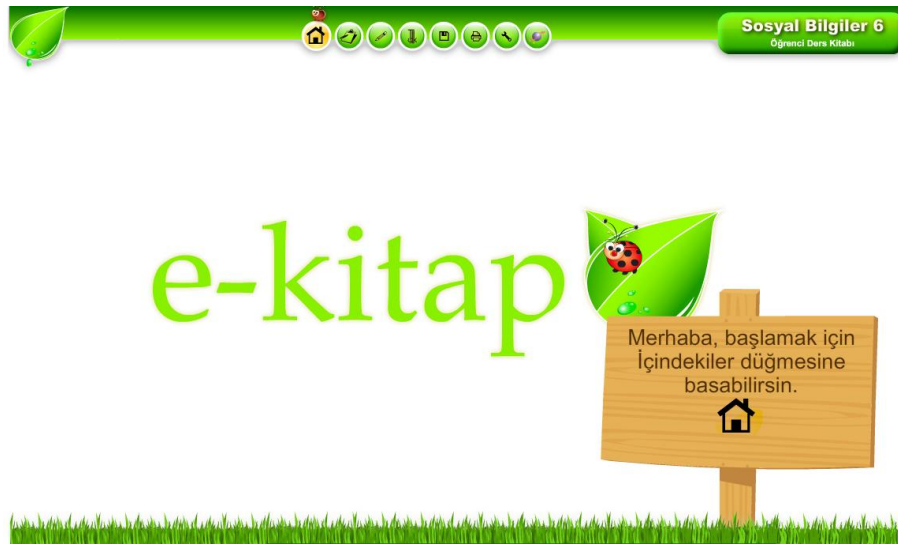 Sosyal Bilgiler 6
Öğrenci Ders Kitabı
e-kitap
Merhaba, başlamak için
İçindekiler düğmesine
basabilirsin.